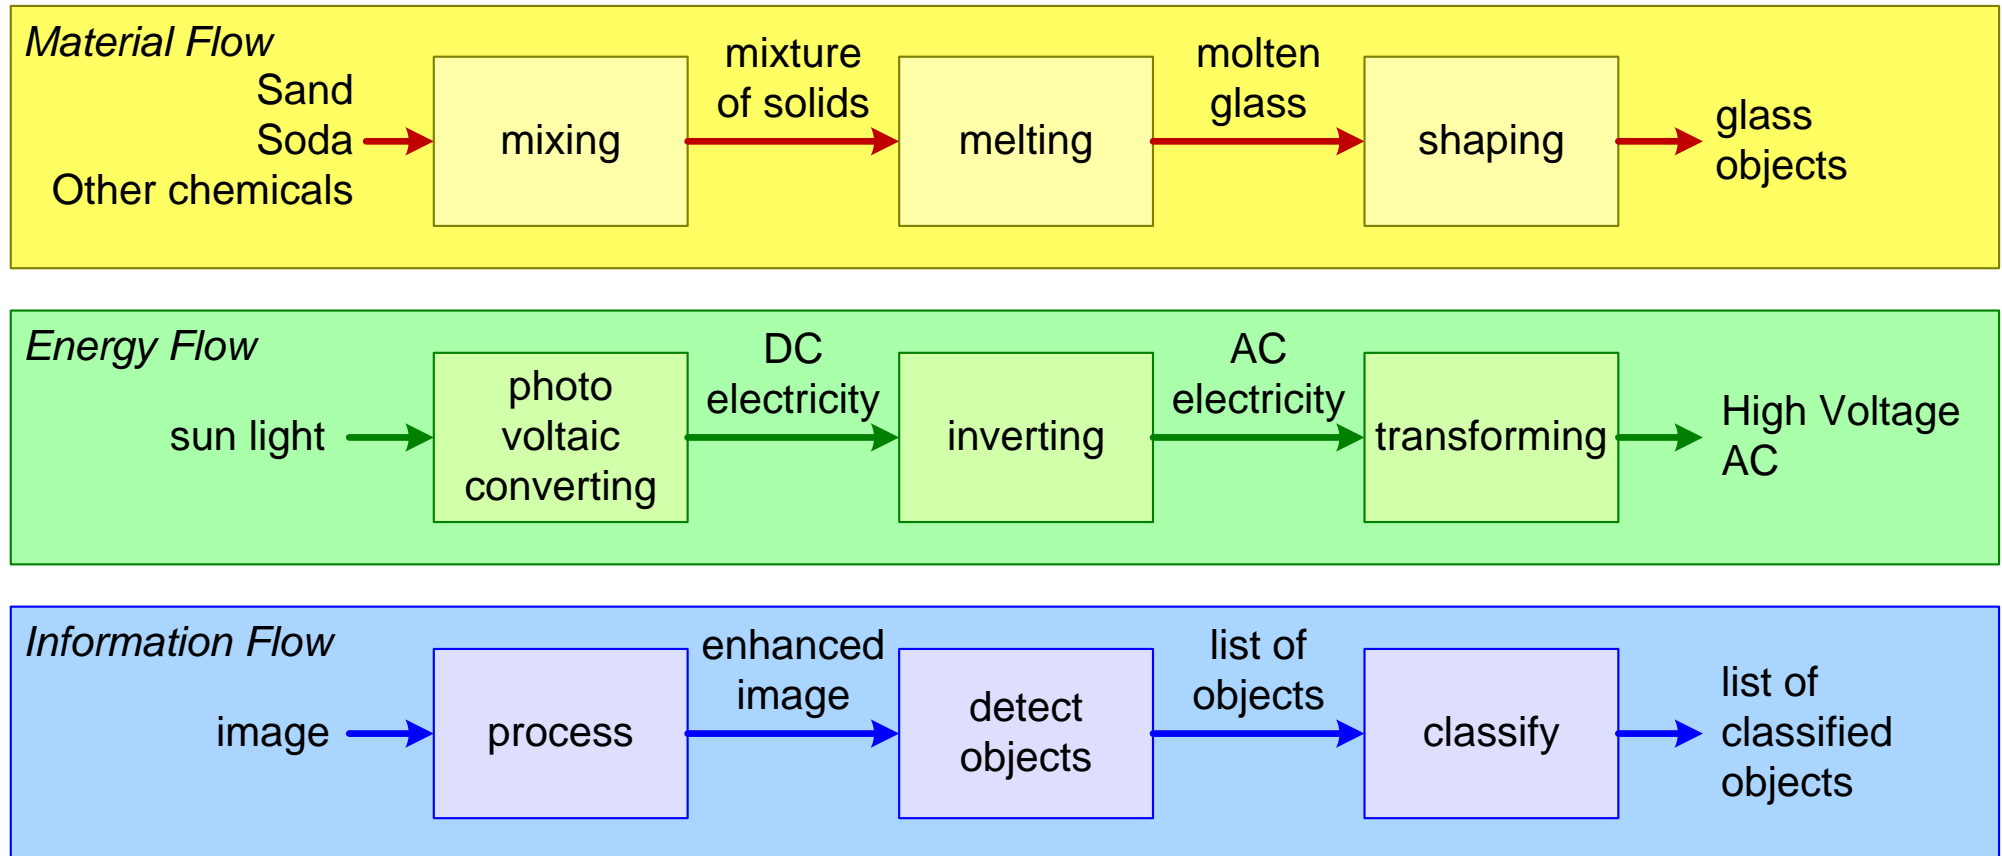 Material Flow
Sand
Soda
Other chemicals
mixing
mixture
of solids
melting
molten
glass
shaping
glass
objects
Energy Flow
sun light
photo
voltaic
converting
DC
electricity
inverting
AC
electricity
transforming
High Voltage
AC
Information Flow
image
process
enhanced
image
detect
objects
list of
objects
classify
list of
classified
objects